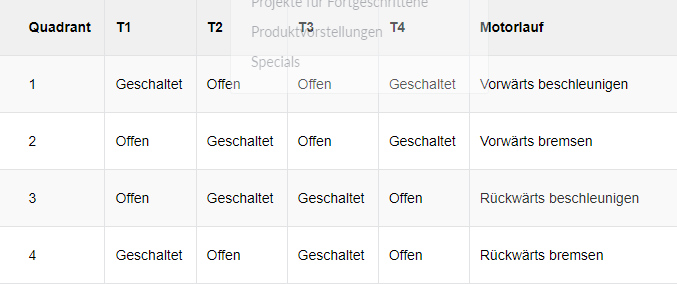 Projekte für Fortgeschrittene
Quadrant T1 T2 T3 T4 Motorlauf
Produktvorstellungen
Specials
1 Geschaltet Offen Offen Geschaltet Vorwärts beschleunigen
2 Offen Geschaltet Offen Geschaltet Vorwärts bremsen
3 Offen Geschaltet Geschaltet Offen Rückwärts beschleunigen
4 Geschaltet Offen Geschaltet Offen Rückwärts bremsen